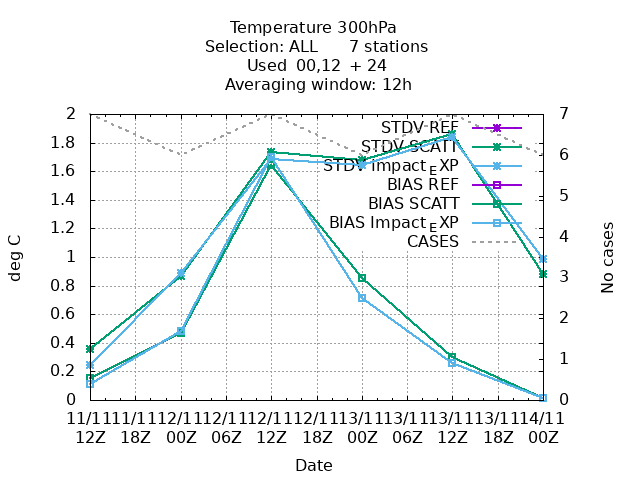 Temperature 300hPa
Selection: ALL 7 stations
Used 00,12 + 24
Averaging window: 12h
2
1.8
1.6
1.4
1.2
1
0.8
0.6
0.4
0.2
0
deg C
7
6
5
4
3
2
1
0
No cases
STDV REF
STDV SCATT
STDV Impact_EXP
BIAS REF
BIAS SCATT
BIAS Impact_EXP
CASES
11/11 11/11 12/11 12/11 12/11 12/11 13/11 13/11 13/11 13/11 14/11
12Z 18Z 00Z 06Z 12Z 18Z 00Z 06Z 12Z 18Z 00Z
Date